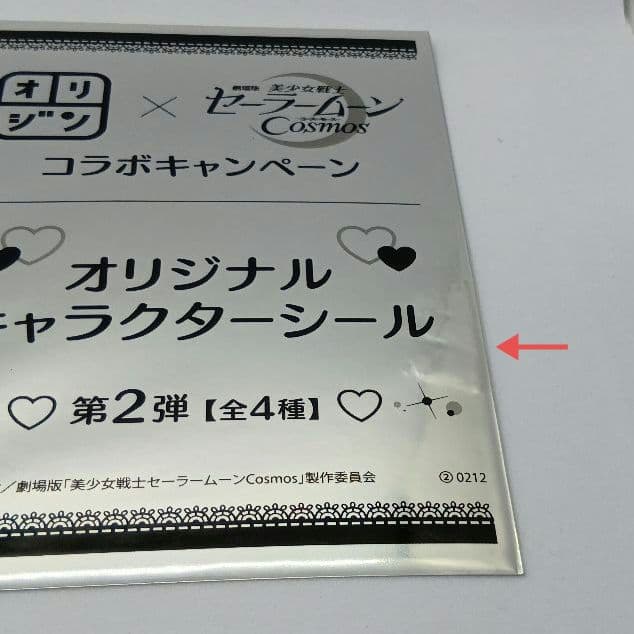 オリ
ジン
×
劇場版 美少女戦士
セーラームーン
コスモス
Cosmos
コラボキャンペーン
オリジナル
キャラクターシール
第2弾【全4種】
／劇場版「美少女戦士セーラームーンCosmos」製作委員会
② 0212